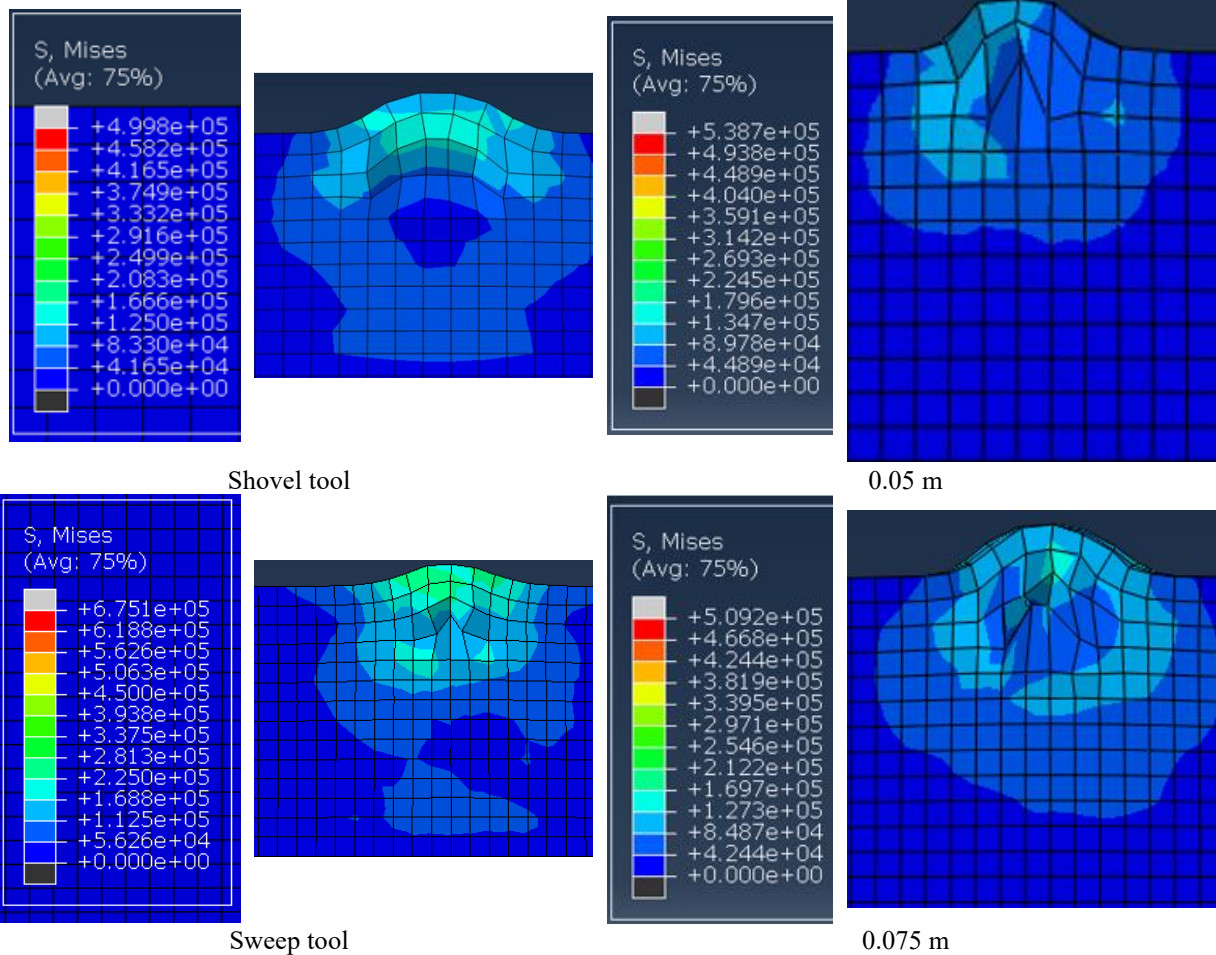 S, Mises
(Avg: 75%)
+4.998e+05
+4.582e+05
+4.165e+05
+3.749e+05
+3.332e+05
+2.916e+05
+2.499e+05
+2.083e+05
+1.666e+05
+1.250e+05
+8.330e+04
+4.165e+04
+0.000e+00
Shovel tool
S, Mises
(Avg: 75%)
+5.387e+05
+4.938e+05
+4.489e+05
+4.040e+05
+3.591e+05
+3.142e+05
+2.693e+05
+2.245e+05
+1.796e+05
+1.347e+05
+8.978e+04
+4.489e+04
+0.000e+00
0.05 m
S, Mises
(Avg: 75%)
+6.751e+05
+6.188e+05
+5.626e+05
+5.063e+05
+4.500e+05
+3.938e+05
+3.375e+05
+2.813e+05
+2.250e+05
+1.688e+05
+1.125e+05
+5.626e+04
+0.000e+00
Sweep tool
S, Mises
(Avg: 75%)
+5.092e+05
+4.668e+05
+4.244e+05
+3.819e+05
+3.395e+05
+2.971e+05
+2.546e+05
+2.122e+05
+1.697e+05
+1.273e+05
+8.487e+04
+4.244e+04
+0.000e+00
0.075 m